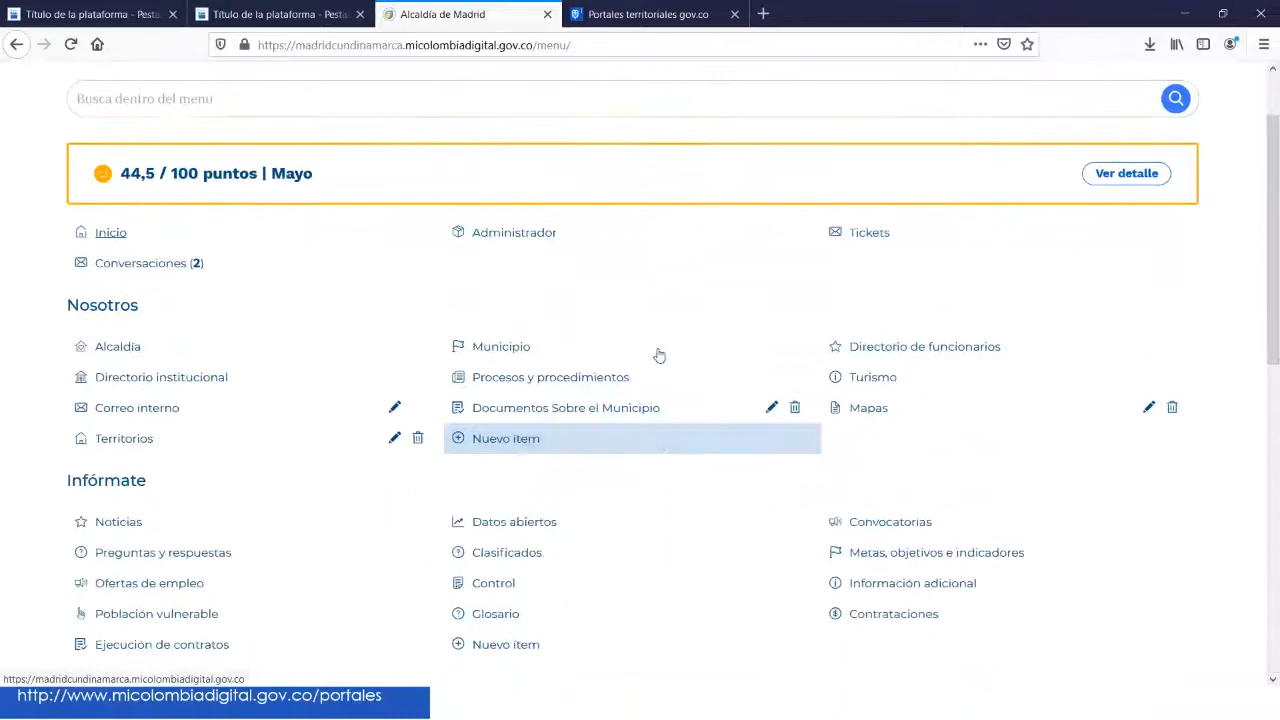 Título de la plataforma - Pesta
Título de la plataforma - Pesta
Alcaldía de Madrid
Portales territoriales gov.co
https://madridcundinamarca.micolombiadigital.gov.co/menu/
Busca dentro del menu
44,5 / 100 puntos | Mayo
Ver detalle
Inicio
Administrador
Tickets
Conversaciones (2)
Nosotros
Alcaldía
Municipio
Directorio de funcionarios
Directorio institucional
Procesos y procedimientos
Turismo
Correo interno
Documentos Sobre el Municipio
Mapas
Territorios
Nuevo ítem
Infórmate
Noticias
Datos abiertos
Convocatorias
Preguntas y respuestas
Clasificados
Metas, objetivos e indicadores
Ofertas de empleo
Control
Información adicional
Población vulnerable
Glosario
Contrataciones
Ejecución de contratos
Nuevo ítem
https://madridcundinamarca.micolombiadigital.gov.co
http://www.micolombiadigital.gov.co/portales